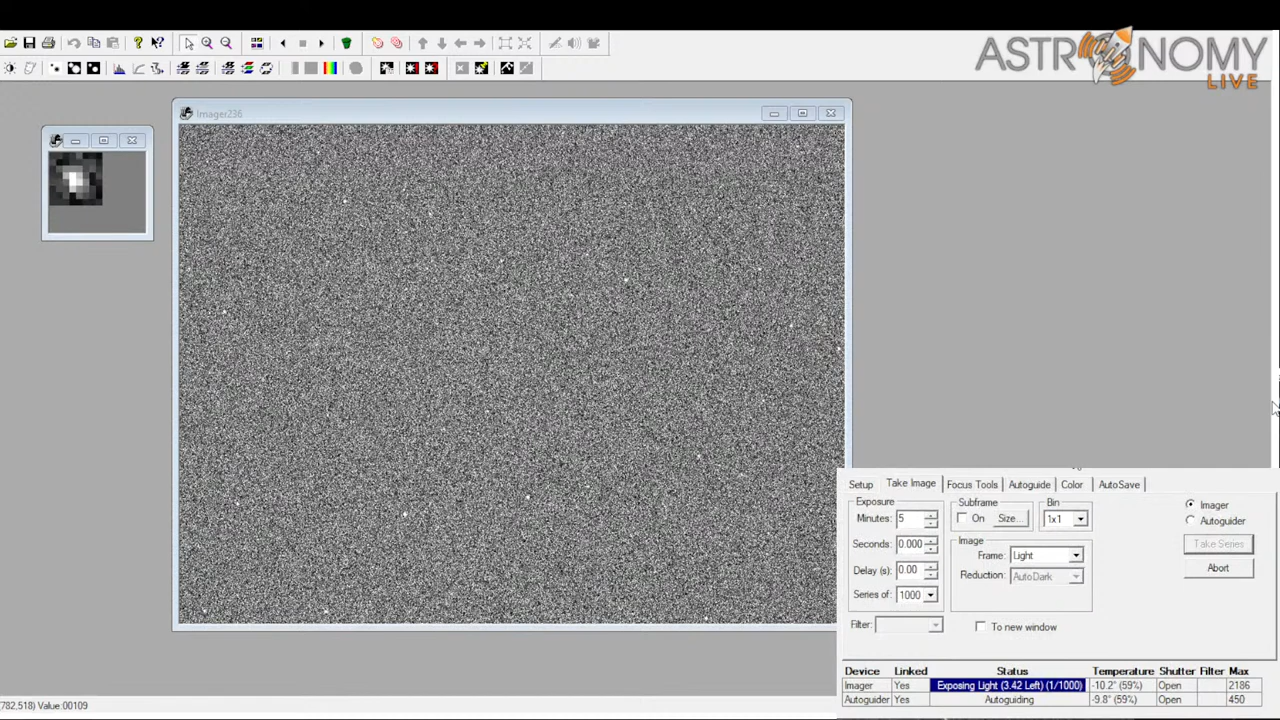 ASTRONOMY
LIVE
Imager236
Setup Take Image Focus Tools Autoguide Color AutoSave
Exposure Subframe Bin
Minutes: 5 On Size... 1x1
Imager
Autoguider
Seconds: 0.000 Image
Frame: Light
Take Series
Delay (s): 0.00 Reduction: AutoDark
Abort
Series of: 1000
Filter: To new window
Device Linked Status Temperature Shutter Filter Max
Imager Yes Exposing Light (3.42 Left) (1/1000) -10.2° (59%) Open 2186
Autoguider Yes Autoguiding -9.8° (59%) Open 450
(782,518) Value:00109